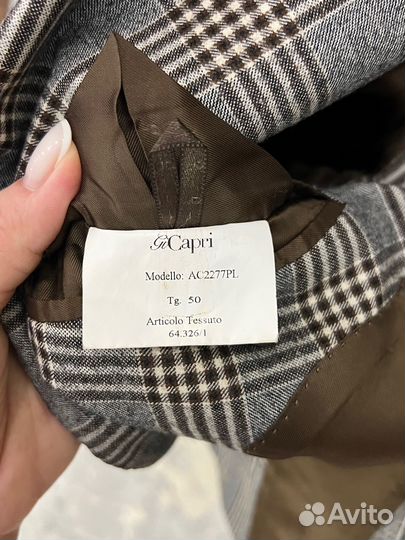 GiCapri
Modello: AC2277PL
Tg. 50
Articolo Tessuto
64.326/1
Avito